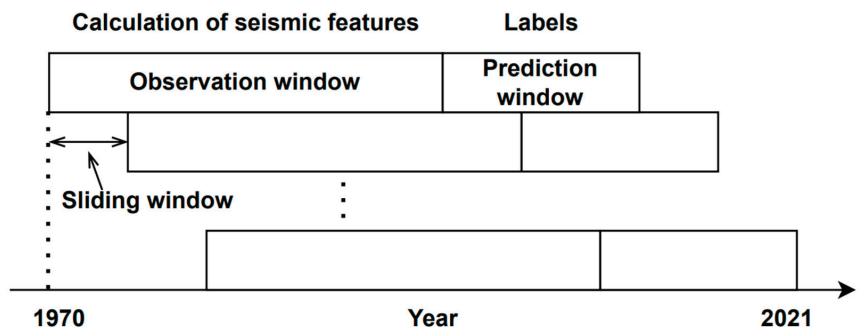 Calculation of seismic features
Labels
Observation window
Prediction
window
Sliding window
1970
Year
2021